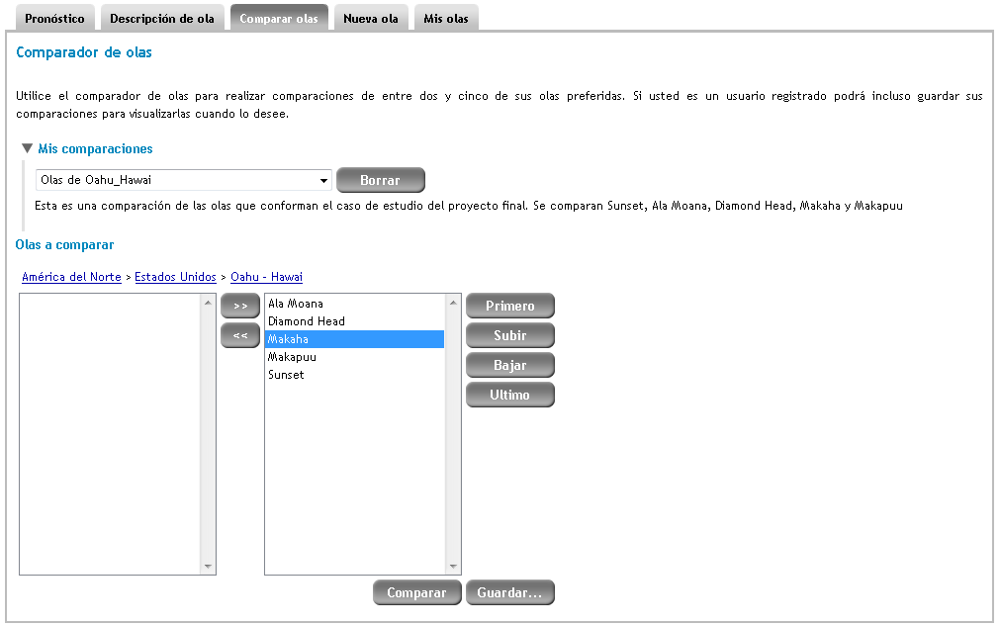 Pronóstico Descripción de ola Comparar olas Nueva ola Mis olas
Comparador de olas
Utilice el comparador de olas para realizar comparaciones de entre dos y cinco de sus olas preferidas. Si usted es un usuario registrado podrá incluso guardar sus
comparaciones para visualizarlas cuando lo desee.
Mis comparaciones
Olas de Oahu_Hawai Borrar
Esta es una comparación de las olas que conforman el caso de estudio del proyecto final. Se comparan Sunset, Ala Moana, Diamond Head, Makaha y Makapuu
Olas a comparar
América del Norte > Estados Unidos > Oahu - Hawai
>>
<<
Ala Moana
Diamond Head
Makaha
Makapuu
Sunset
Primero
Subir
Bajar
Ultimo
Comparar Guardar...